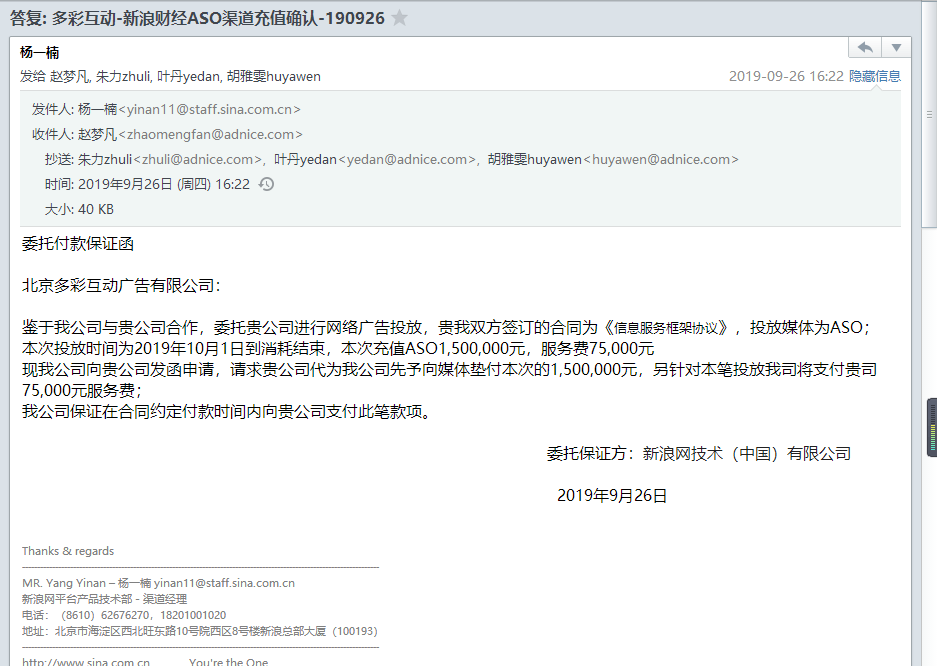 答复: 多彩互动-新浪财经ASO渠道充值确认-190926
杨一楠
发给 赵梦凡, 朱力zhuli, 叶丹yedan, 胡雅雯huyawen
2019-09-26 16:22 隐藏信息
发件人: 杨一楠<yinan11@staff.sina.com.cn>
收件人: 赵梦凡<zhaomengfan@adnice.com>
抄送: 朱力zhuli<zhuli@adnice.com>, 叶丹yedan<yedan@adnice.com>, 胡雅雯huyawen<huyawen@adnice.com>
时间: 2019年9月26日 (周四) 16:22
大小: 40 KB
委托付款保证函
北京多彩互动广告有限公司：
鉴于我公司与贵公司合作，委托贵公司进行网络广告投放，贵我双方签订的合同为《信息服务框架协议》，投放媒体为ASO；
本次投放时间为2019年10月1日到消耗结束，本次充值ASO1,500,000元，服务费75,000元
现我公司向贵公司发函申请，请求贵公司代为我公司先予向媒体垫付本次的1,500,000元，另针对本笔投放我司将支付贵司
75,000元服务费；
我公司保证在合同约定付款时间内向贵公司支付此笔款项。
委托保证方：新浪网技术（中国）有限公司
2019年9月26日
Thanks & regards
MR. Yang Yinan – 杨一楠 yinan11@staff.sina.com.cn
新浪网平台产品技术部 - 渠道经理
电话：（8610）62676270，18201001020
地址：北京市海淀区西北旺东路10号院西区8号楼新浪总部大厦（100193）
http://www.sina.com.cn You're the One